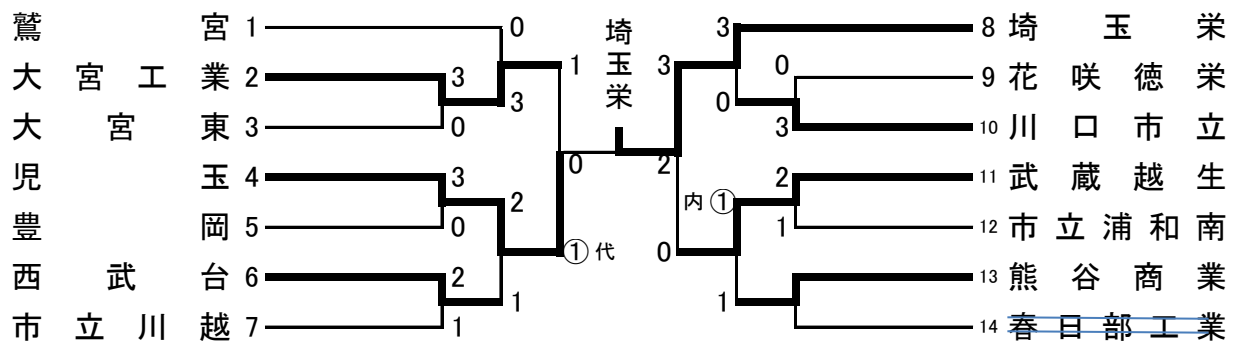 鷲宮 1
大宮工業 2
大宮東 3
児玉 4
豊岡 5
西武台 6
市立川越 7
0
3
0
3
3
0
2
2
1
1
1
①代
0
埼玉栄
2
3
0
3
0
0
3
内①
2
1
1
8 埼玉栄
9 花咲徳栄
10 川口市立
11 武蔵越生
12 市立浦和南
13 熊谷商業
14 春日部工業